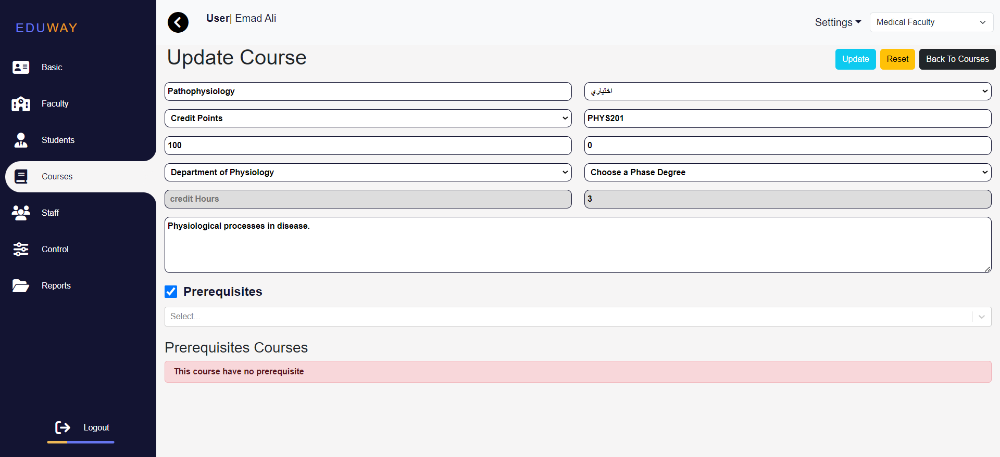 EDUWAY
Basic
Faculty
Students
Courses
Staff
Control
Reports
Logout
User| Emad Ali
Settings
Medical Faculty
Update Course
Update
Reset
Back To Courses
Pathophysiology
اختياري
Credit Points
PHYS201
100
0
Department of Physiology
Choose a Phase Degree
credit Hours
3
Physiological processes in disease.
Prerequisites
Select...
Prerequisites Courses
This course have no prerequisite